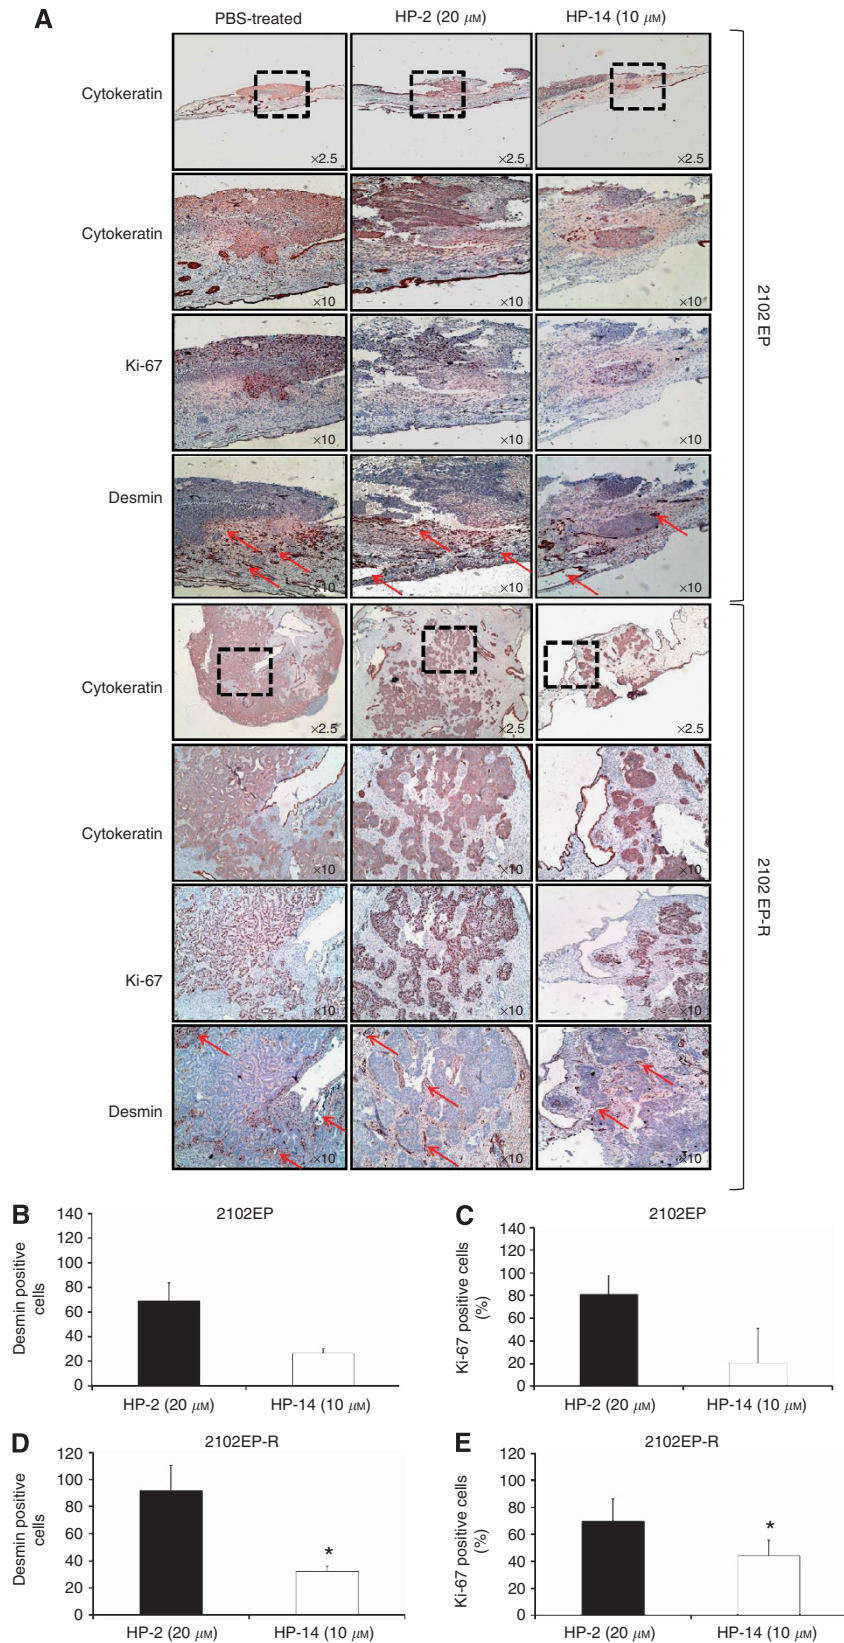 A
PBS-treated
HP-2 (20 μM)
HP-14 (10 μM)
Cytokeratin
×2.5
×2.5
×2.5
Cytokeratin
×10
×10
×10
Ki-67
×10
×10
×10
Desmin
×10
×10
×10
2102 EP
Cytokeratin
×2.5
×2.5
×2.5
Cytokeratin
×10
×10
×10
Ki-67
×10
×10
×10
Desmin
×10
×10
×10
2102 EP-R
B
2102EP
Desmin positive
cells
140
120
100
80
60
40
20
0
HP-2 (20 μM)
HP-14 (10 μM)
C
2102EP
Ki-67 positive cells
(%)
140
120
100
80
60
40
20
0
HP-2 (20 μM)
HP-14 (10 μM)
D
2102EP-R
Desmin positive
cells
120
100
80
60
40
20
0
*
HP-2 (20 μM)
HP-14 (10 μM)
E
2102EP-R
Ki-67 positive cells
(%)
120
100
80
60
40
20
0
*
HP-2 (20 μM)
HP-14 (10 μM)